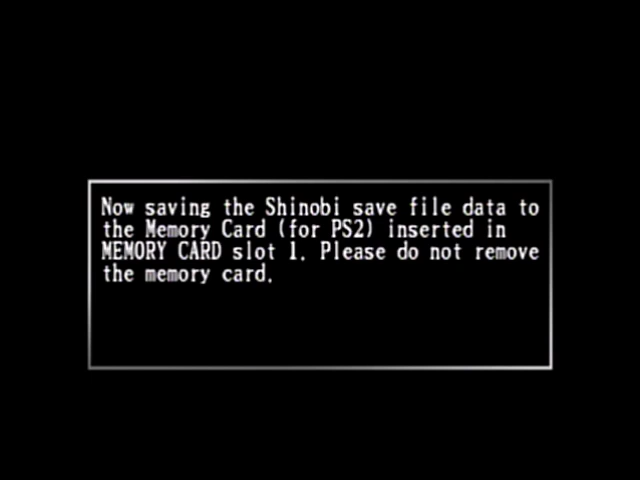 Now saving the Shinobi save file data to
the Memory Card (for PS2) inserted in
MEMORY CARD slot 1. Please do not remove
the memory card.